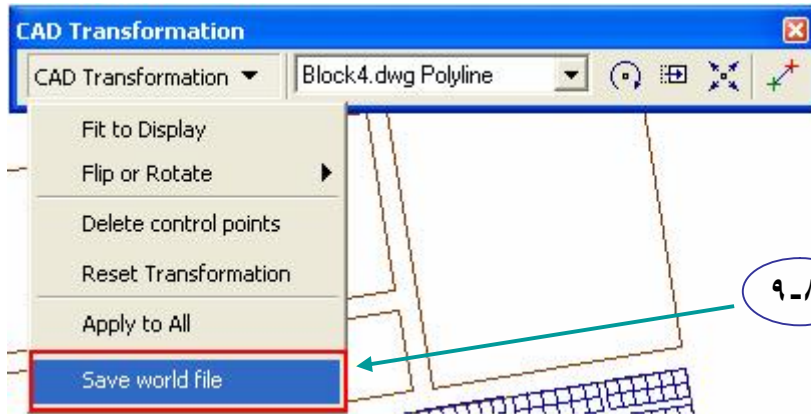 CAD Transformation
CAD Transformation Block4.dwg Polyline
Fit to Display
Flip or Rotate
Delete control points
Reset Transformation
Apply to All
Save world file